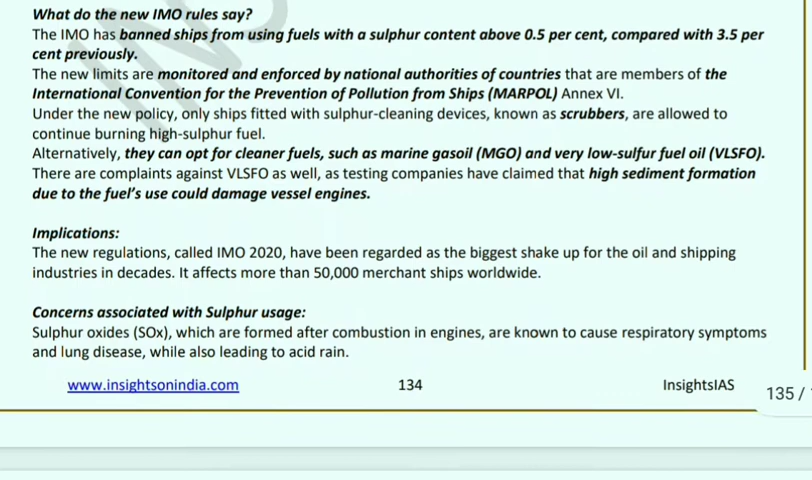 What do the new IMO rules say?
The IMO has banned ships from using fuels with a sulphur content above 0.5 per cent, compared with 3.5 per
cent previously.
The new limits are monitored and enforced by national authorities of countries that are members of the
International Convention for the Prevention of Pollution from Ships (MARPOL) Annex VI.
Under the new policy, only ships fitted with sulphur-cleaning devices, known as scrubbers, are allowed to
continue burning high-sulphur fuel.
Alternatively, they can opt for cleaner fuels, such as marine gasoil (MGO) and very low-sulfur fuel oil (VLSFO).
There are complaints against VLSFO as well, as testing companies have claimed that high sediment formation
due to the fuel's use could damage vessel engines.
Implications:
The new regulations, called IMO 2020, have been regarded as the biggest shake up for the oil and shipping
industries in decades. It affects more than 50,000 merchant ships worldwide.
Concerns associated with Sulphur usage:
Sulphur oxides (SOx), which are formed after combustion in engines, are known to cause respiratory symptoms
and lung disease, while also leading to acid rain.
www.insightsonindia.com 134 InsightsIAS
135 /